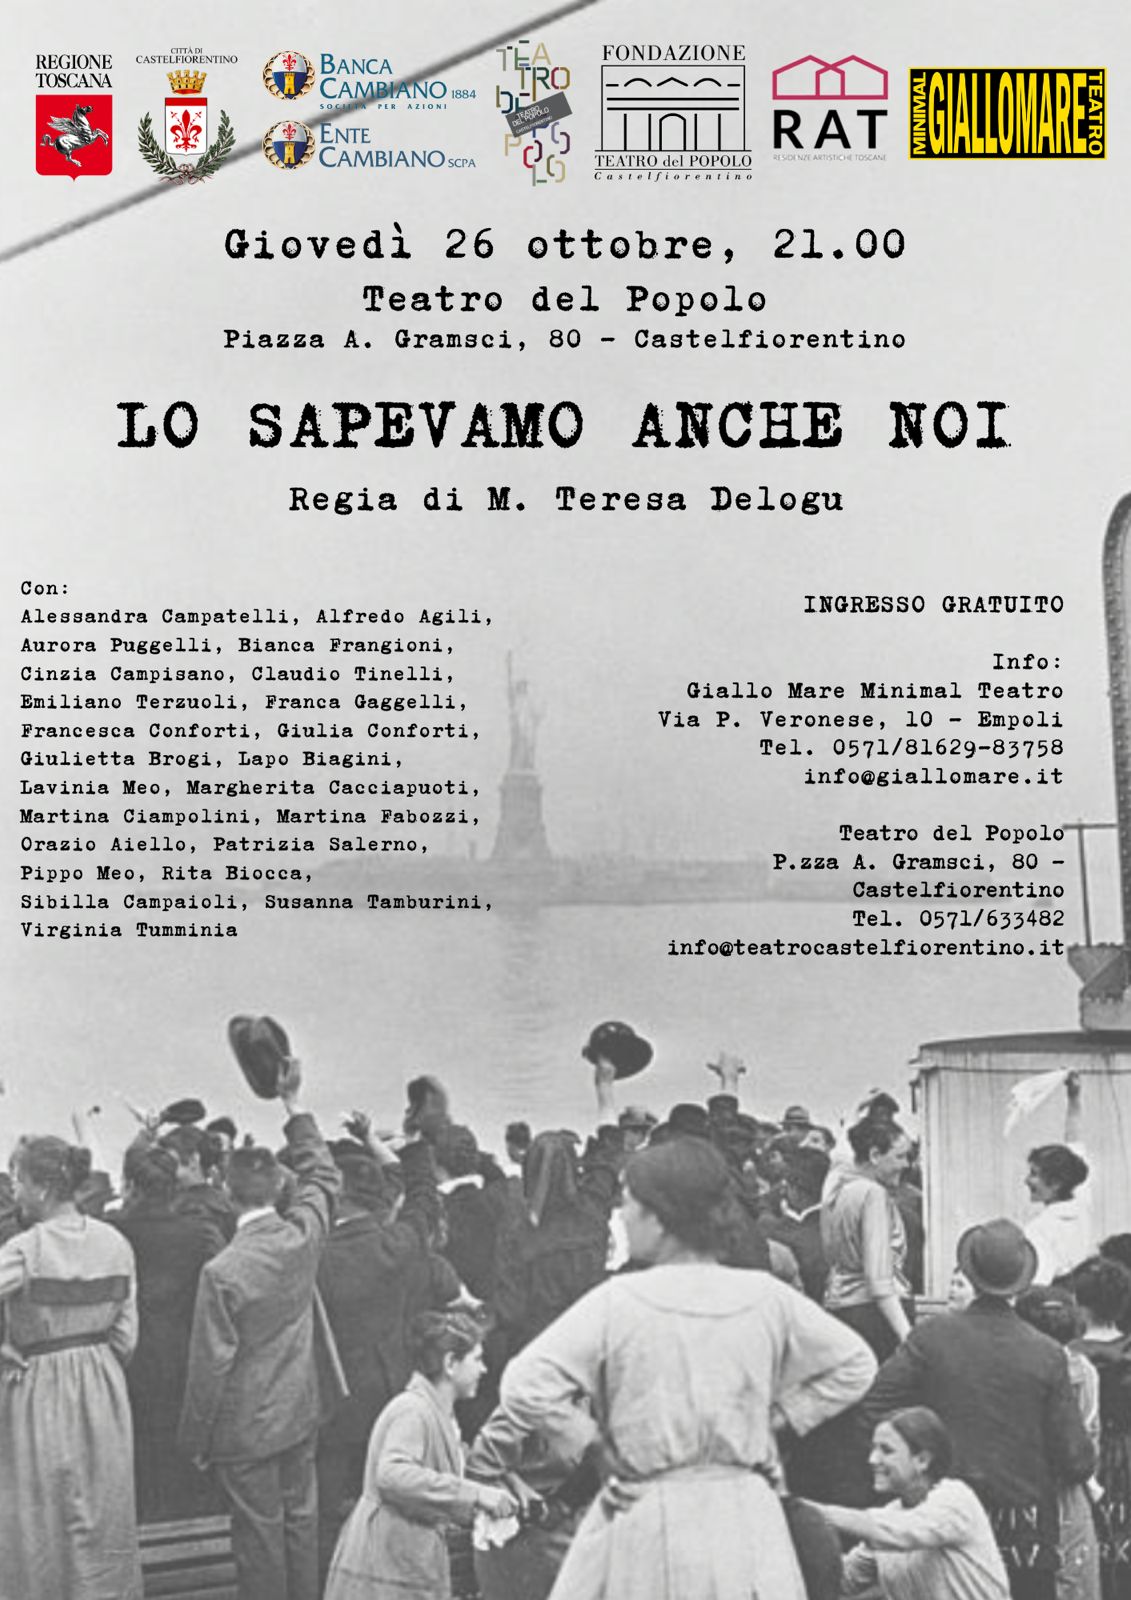 REGIONE
TOSCANA
CITTÀ DI
CASTELFIORENTINO
BANCA
CAMBIANO 1884
SOCIETÀ PER AZIONI
ENTE
CAMBIANO SCPA
TEATRO
DEL
POPOLO
TEATRO
DEL POPOLO
CASTELFIORENTINO
FONDAZIONE
TEATRO del POPOLO
Castelfiorentino
RAT
RESIDENZE ARTISTICHE TOSCANE
MINIMAL
GIALLOMARE
TEATRO
Giovedì 26 ottobre, 21.00
Teatro del Popolo
Piazza A. Gramsci, 80 - Castelfiorentino
LO SAPEVAMO ANCHE NOI
Regia di M. Teresa Delogu
Con:
Alessandra Campatelli, Alfredo Agili,
Aurora Puggelli, Bianca Frangioni,
Cinzia Campisano, Claudio Tinelli,
Emiliano Terzuoli, Franca Gaggelli,
Francesca Conforti, Giulia Conforti,
Giulietta Brogi, Lapo Biagini,
Lavinia Meo, Margherita Cacciapuoti,
Martina Ciampolini, Martina Fabozzi,
Orazio Aiello, Patrizia Salerno,
Pippo Meo, Rita Biocca,
Sibilla Campaioli, Susanna Tamburini,
Virginia Tumminia
INGRESSO GRATUITO
Info:
Giallo Mare Minimal Teatro
Via P. Veronese, 10 - Empoli
Tel. 0571/81629-83758
info@giallomare.it
Teatro del Popolo
P.zza A. Gramsci, 80 -
Castelfiorentino
Tel. 0571/633482
info@teatrocastelfiorentino.it